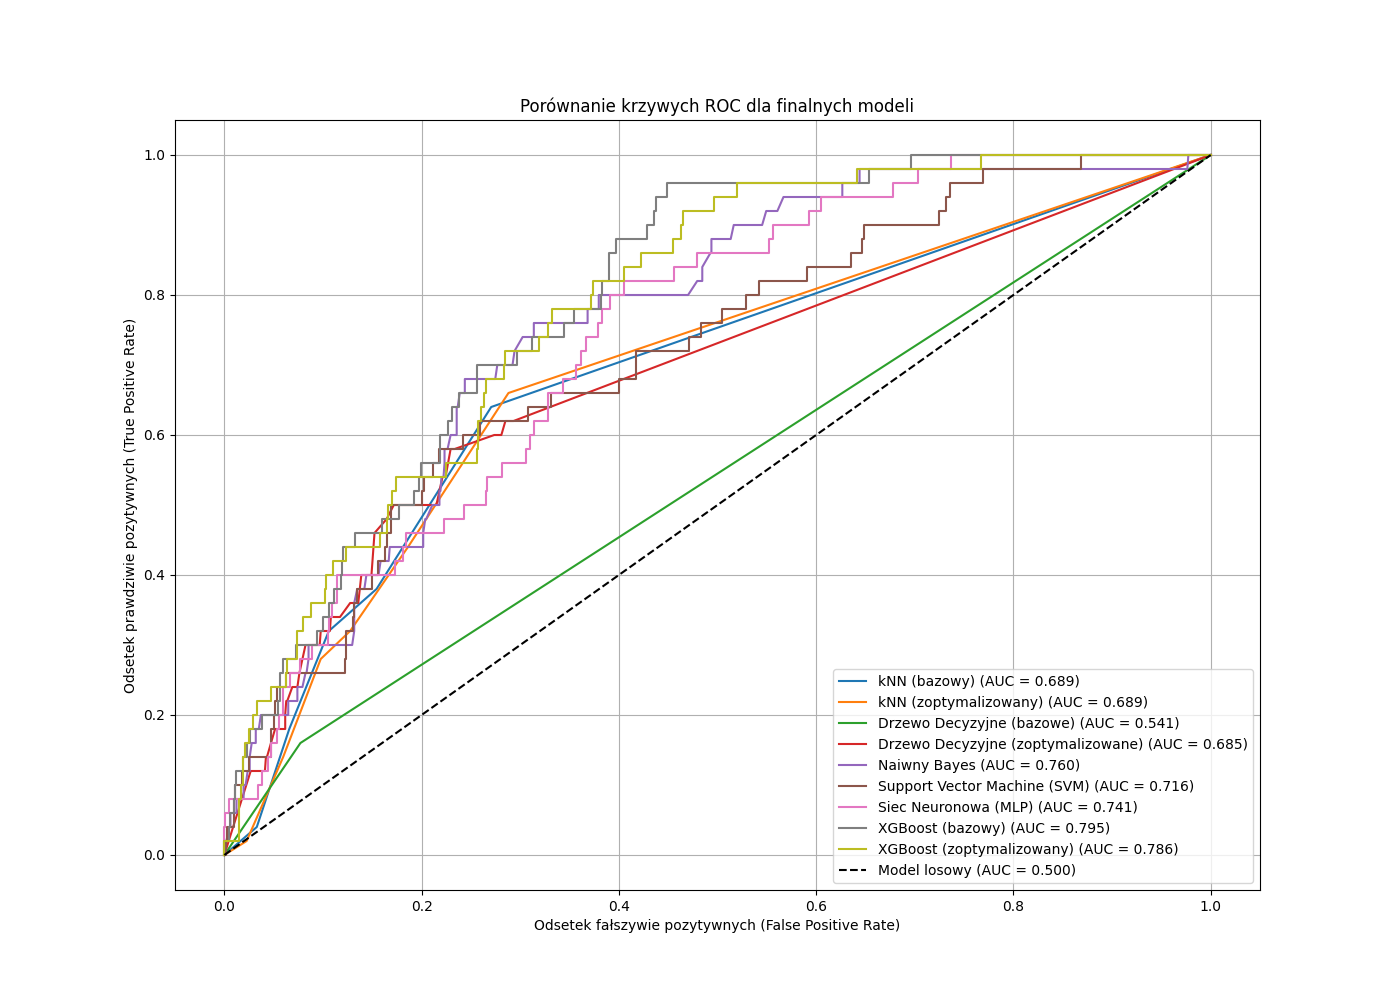 Porównanie krzywych ROC dla finalnych modeli
Odsetek prawdziwie pozytywnych (True Positive Rate)
1.0
0.8
0.6
0.4
0.2
0.0
kNN (bazowy) (AUC = 0.689)
kNN (zoptymalizowany) (AUC = 0.689)
Drzewo Decyzyjne (bazowe) (AUC = 0.541)
Drzewo Decyzyjne (zoptymalizowane) (AUC = 0.685)
Naiwny Bayes (AUC = 0.760)
Support Vector Machine (SVM) (AUC = 0.716)
Siec Neuronowa (MLP) (AUC = 0.741)
XGBoost (bazowy) (AUC = 0.795)
XGBoost (zoptymalizowany) (AUC = 0.786)
Model losowy (AUC = 0.500)
0.0 0.2 0.4 0.6 0.8 1.0
Odsetek fałszywie pozytywnych (False Positive Rate)